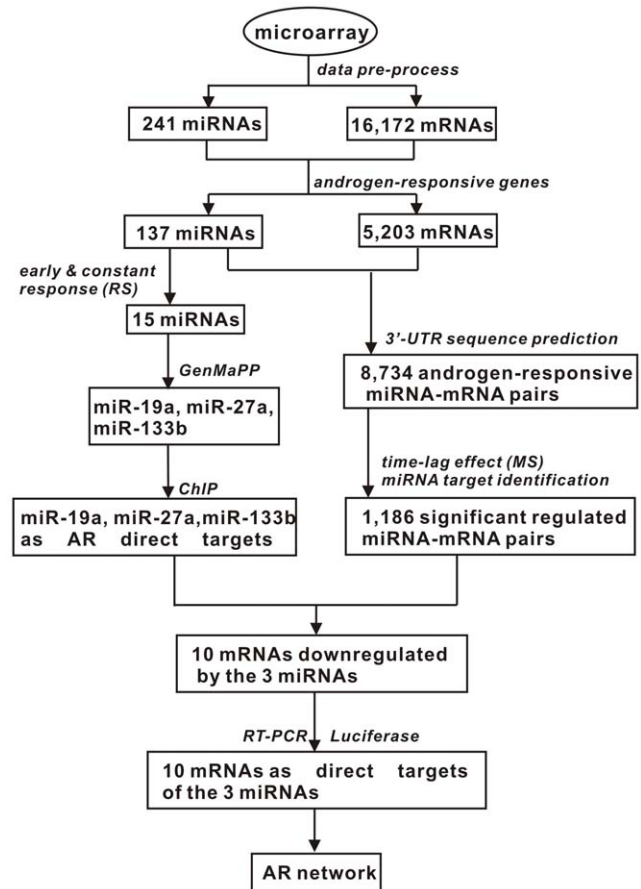 microarray
data pre-process
241 miRNAs
16,172 mRNAs
androgen-responsive genes
137 miRNAs
5,203 mRNAs
early & constant
response (RS)
15 miRNAs
3'-UTR sequence prediction
GenMaPP
8,734 androgen-responsive
miRNA-mRNA pairs
miR-19a, miR-27a,
miR-133b
time-lag effect (MS)
miRNA target identification
ChIP
miR-19a, miR-27a,miR-133b
as AR direct targets
1,186 significant regulated
miRNA-mRNA pairs
10 mRNAs downregulated
by the 3 miRNAs
RT-PCR Luciferase
10 mRNAs as direct targets
of the 3 miRNAs
AR network